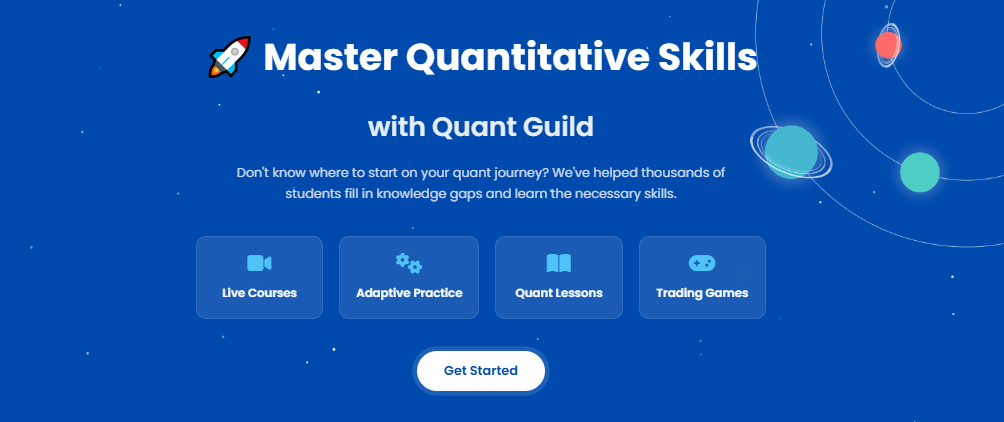 Master Quantitative Skills
with Quant Guild
Don't know where to start on your quant journey? We've helped thousands of
students fill in knowledge gaps and learn the necessary skills.
Live Courses
Adaptive Practice
Quant Lessons
Trading Games
Get Started